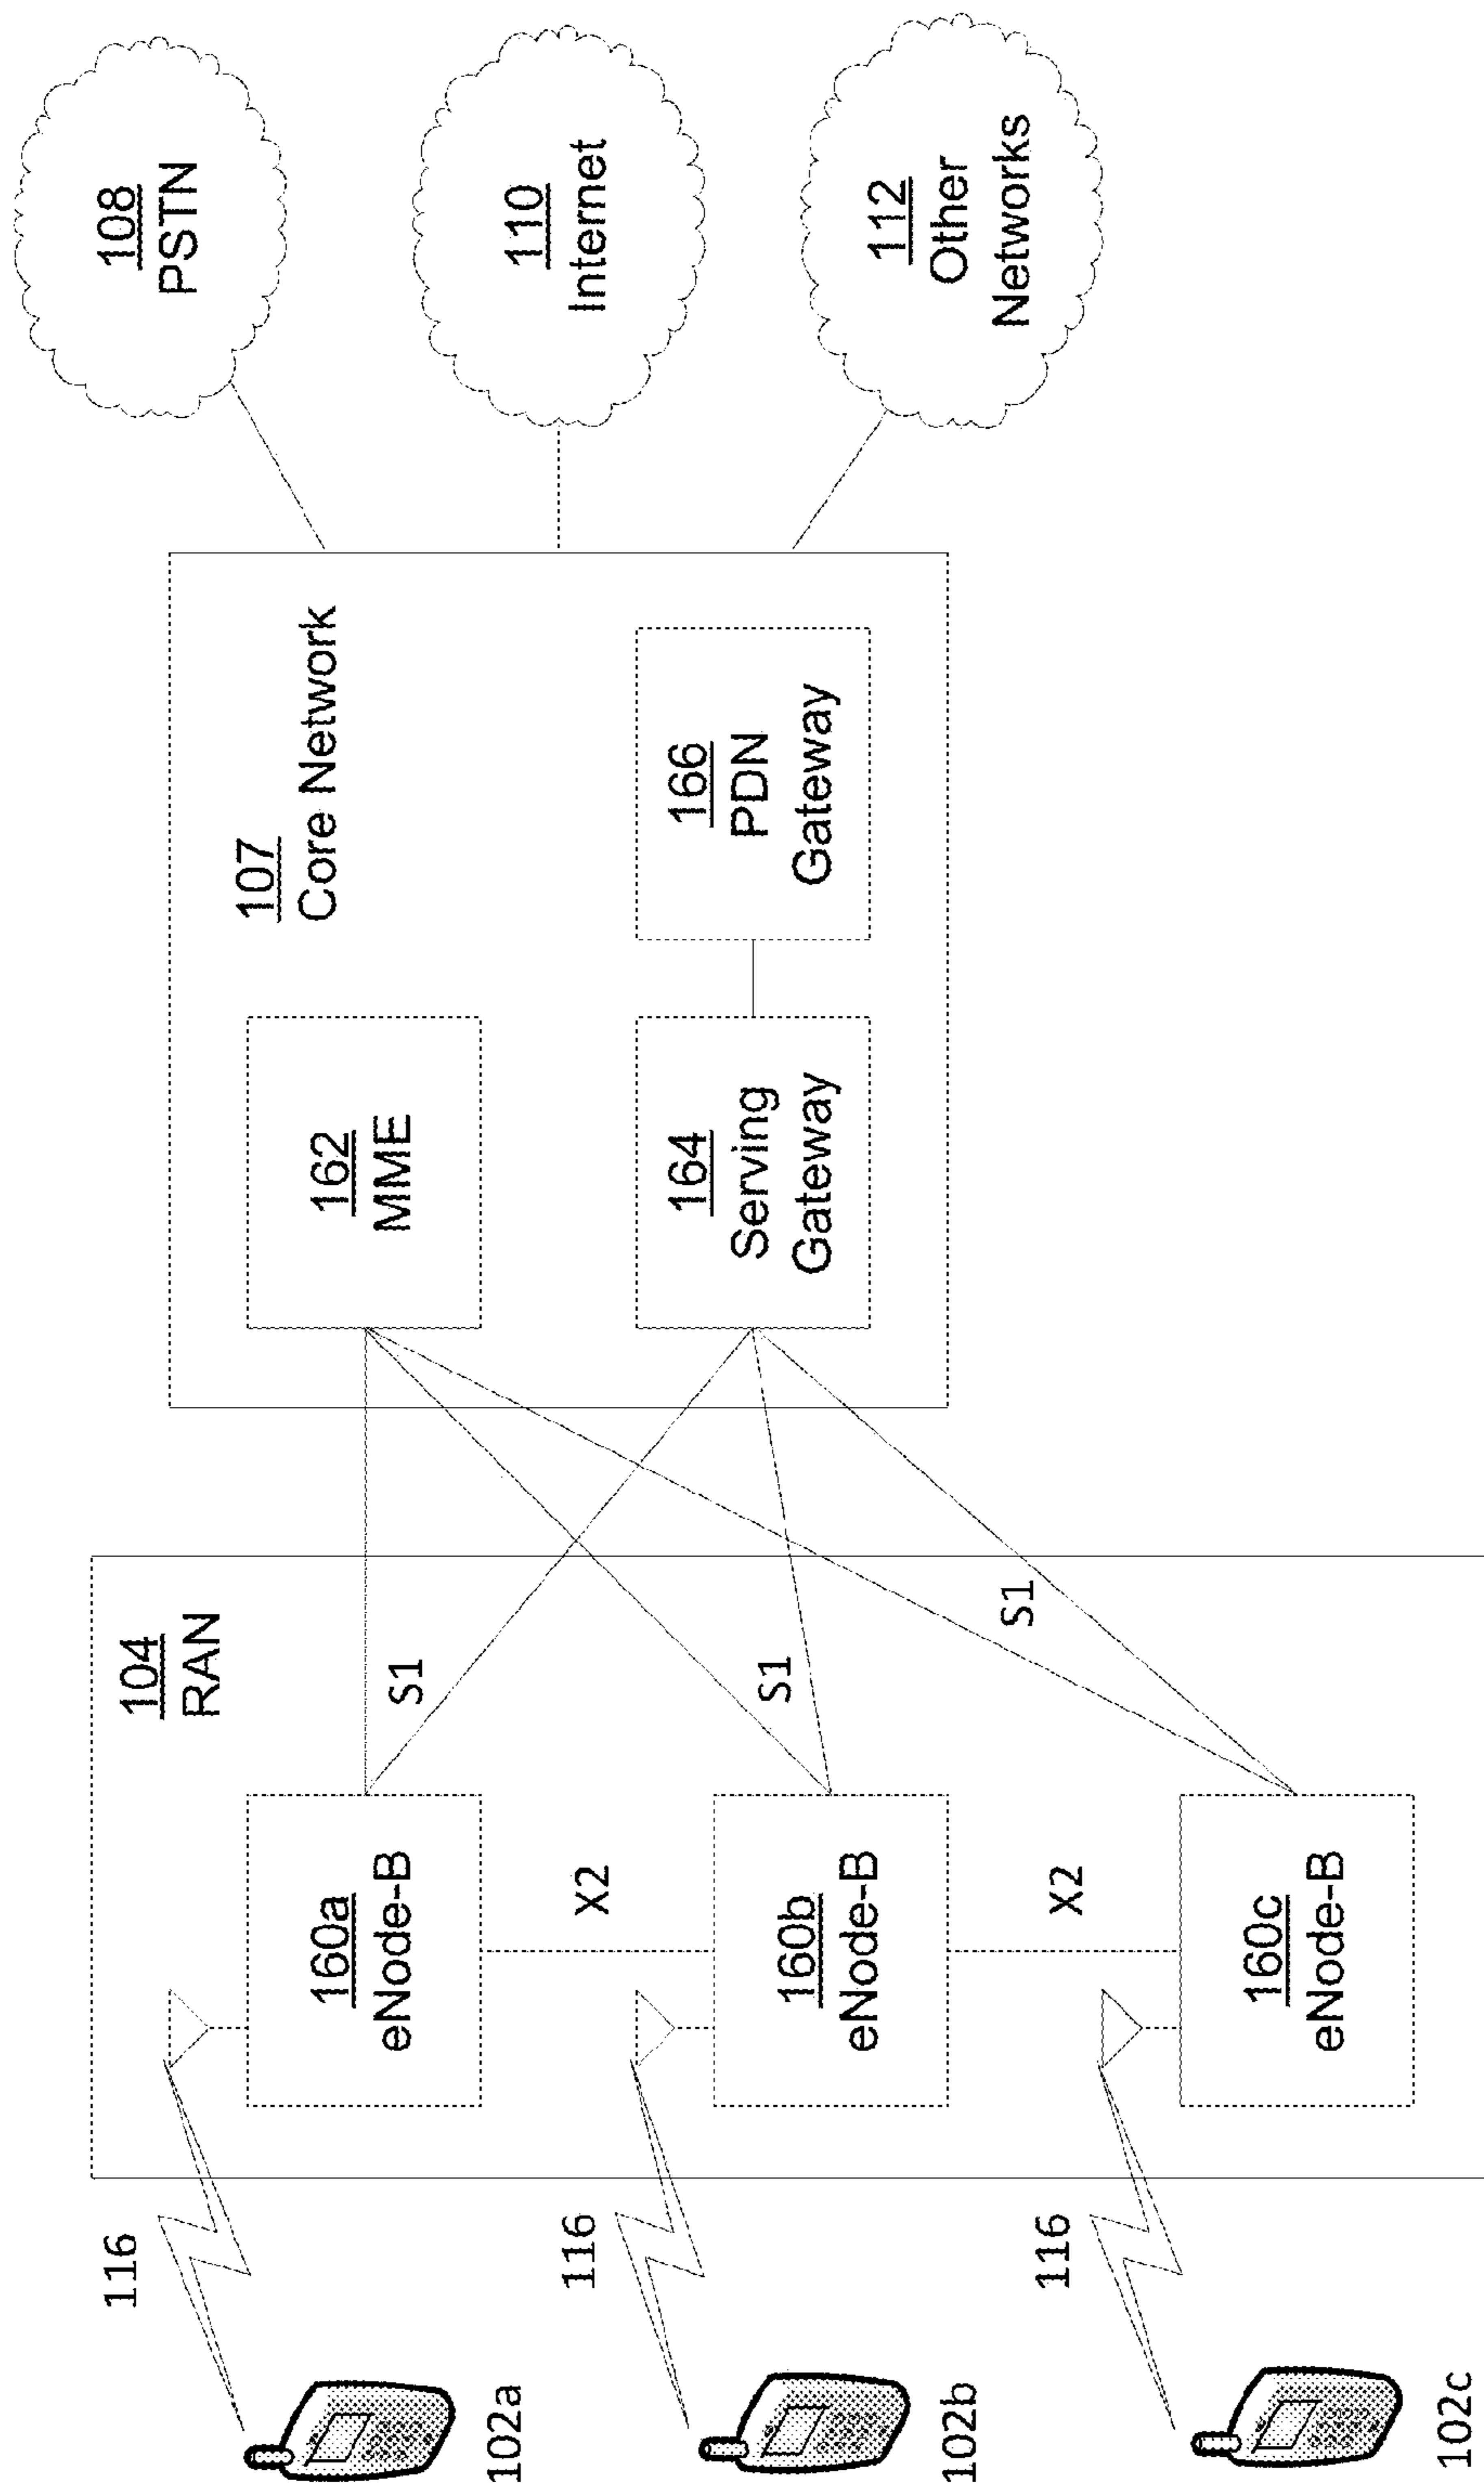 116
102a
116
102b
116
102c
104
RAN
160a
eNode-B
X2
160b
eNode-B
X2
160c
eNode-B
S1
S1
S1
107
Core Network
162
MME
164
Serving
Gateway
166
PDN
Gateway
108
PSTN
110
Internet
112
Other
Networks